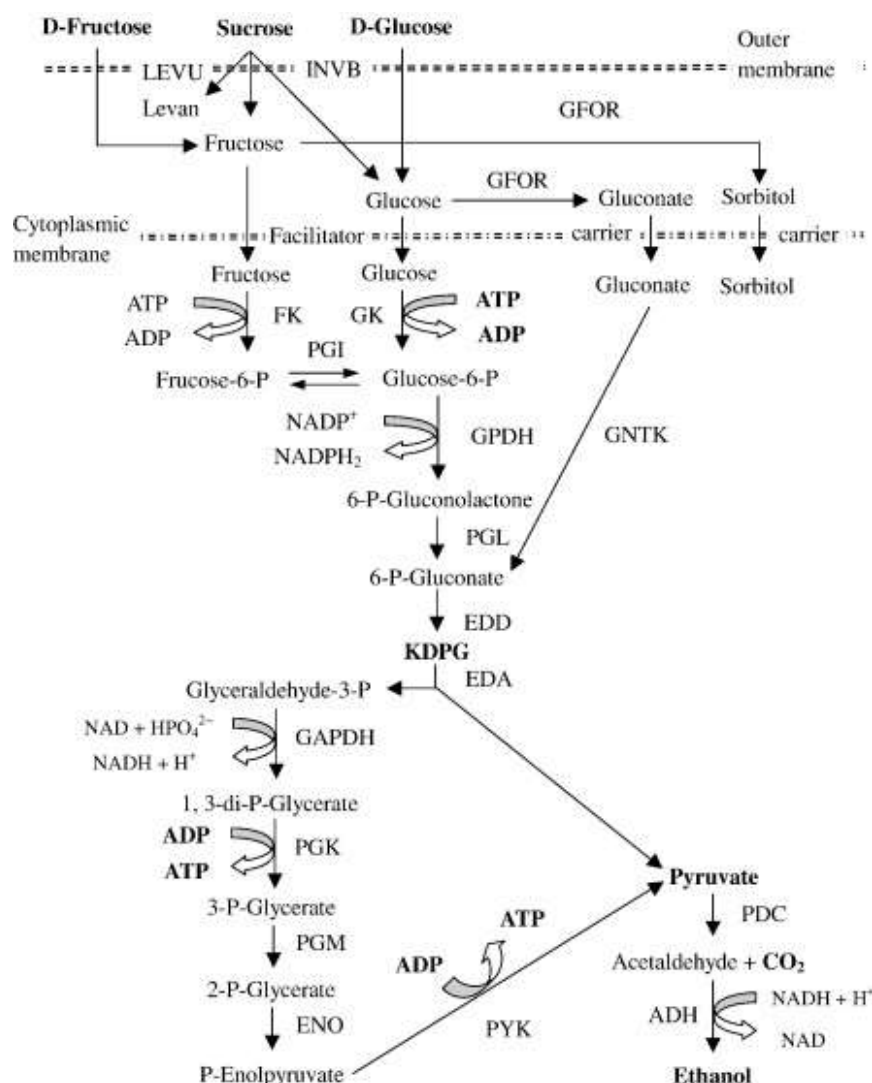 D-Fructose Sucrose D-Glucose
Outer
membrane
LEVU INVB
Levan
GFOR
Fructose
GFOR
Glucose Gluconate Sorbitol
Cytoplasmic
membrane
Facilitator carrier carrier
Fructose Glucose
Gluconate Sorbitol
ATP FK GK ATP
ADP ADP
PGI
Frucose-6-P Glucose-6-P
NADP⁺
GPDH GNTK
NADPH₂
6-P-Gluconolactone
PGL
6-P-Gluconate
EDD
KDPG
EDA
Glyceraldehyde-3-P
NAD + HPO₄²⁻ GAPDH
NADH + H⁺
1, 3-di-P-Glycerate
ADP PGK
ATP
Pyruvate
3-P-Glycerate
PDC
ATP
PGM
ADP
Acetaldehyde + CO₂
2-P-Glycerate
NADH + H⁺
ADH
ENO PYK
NAD
P-Enolpyruvate Ethanol